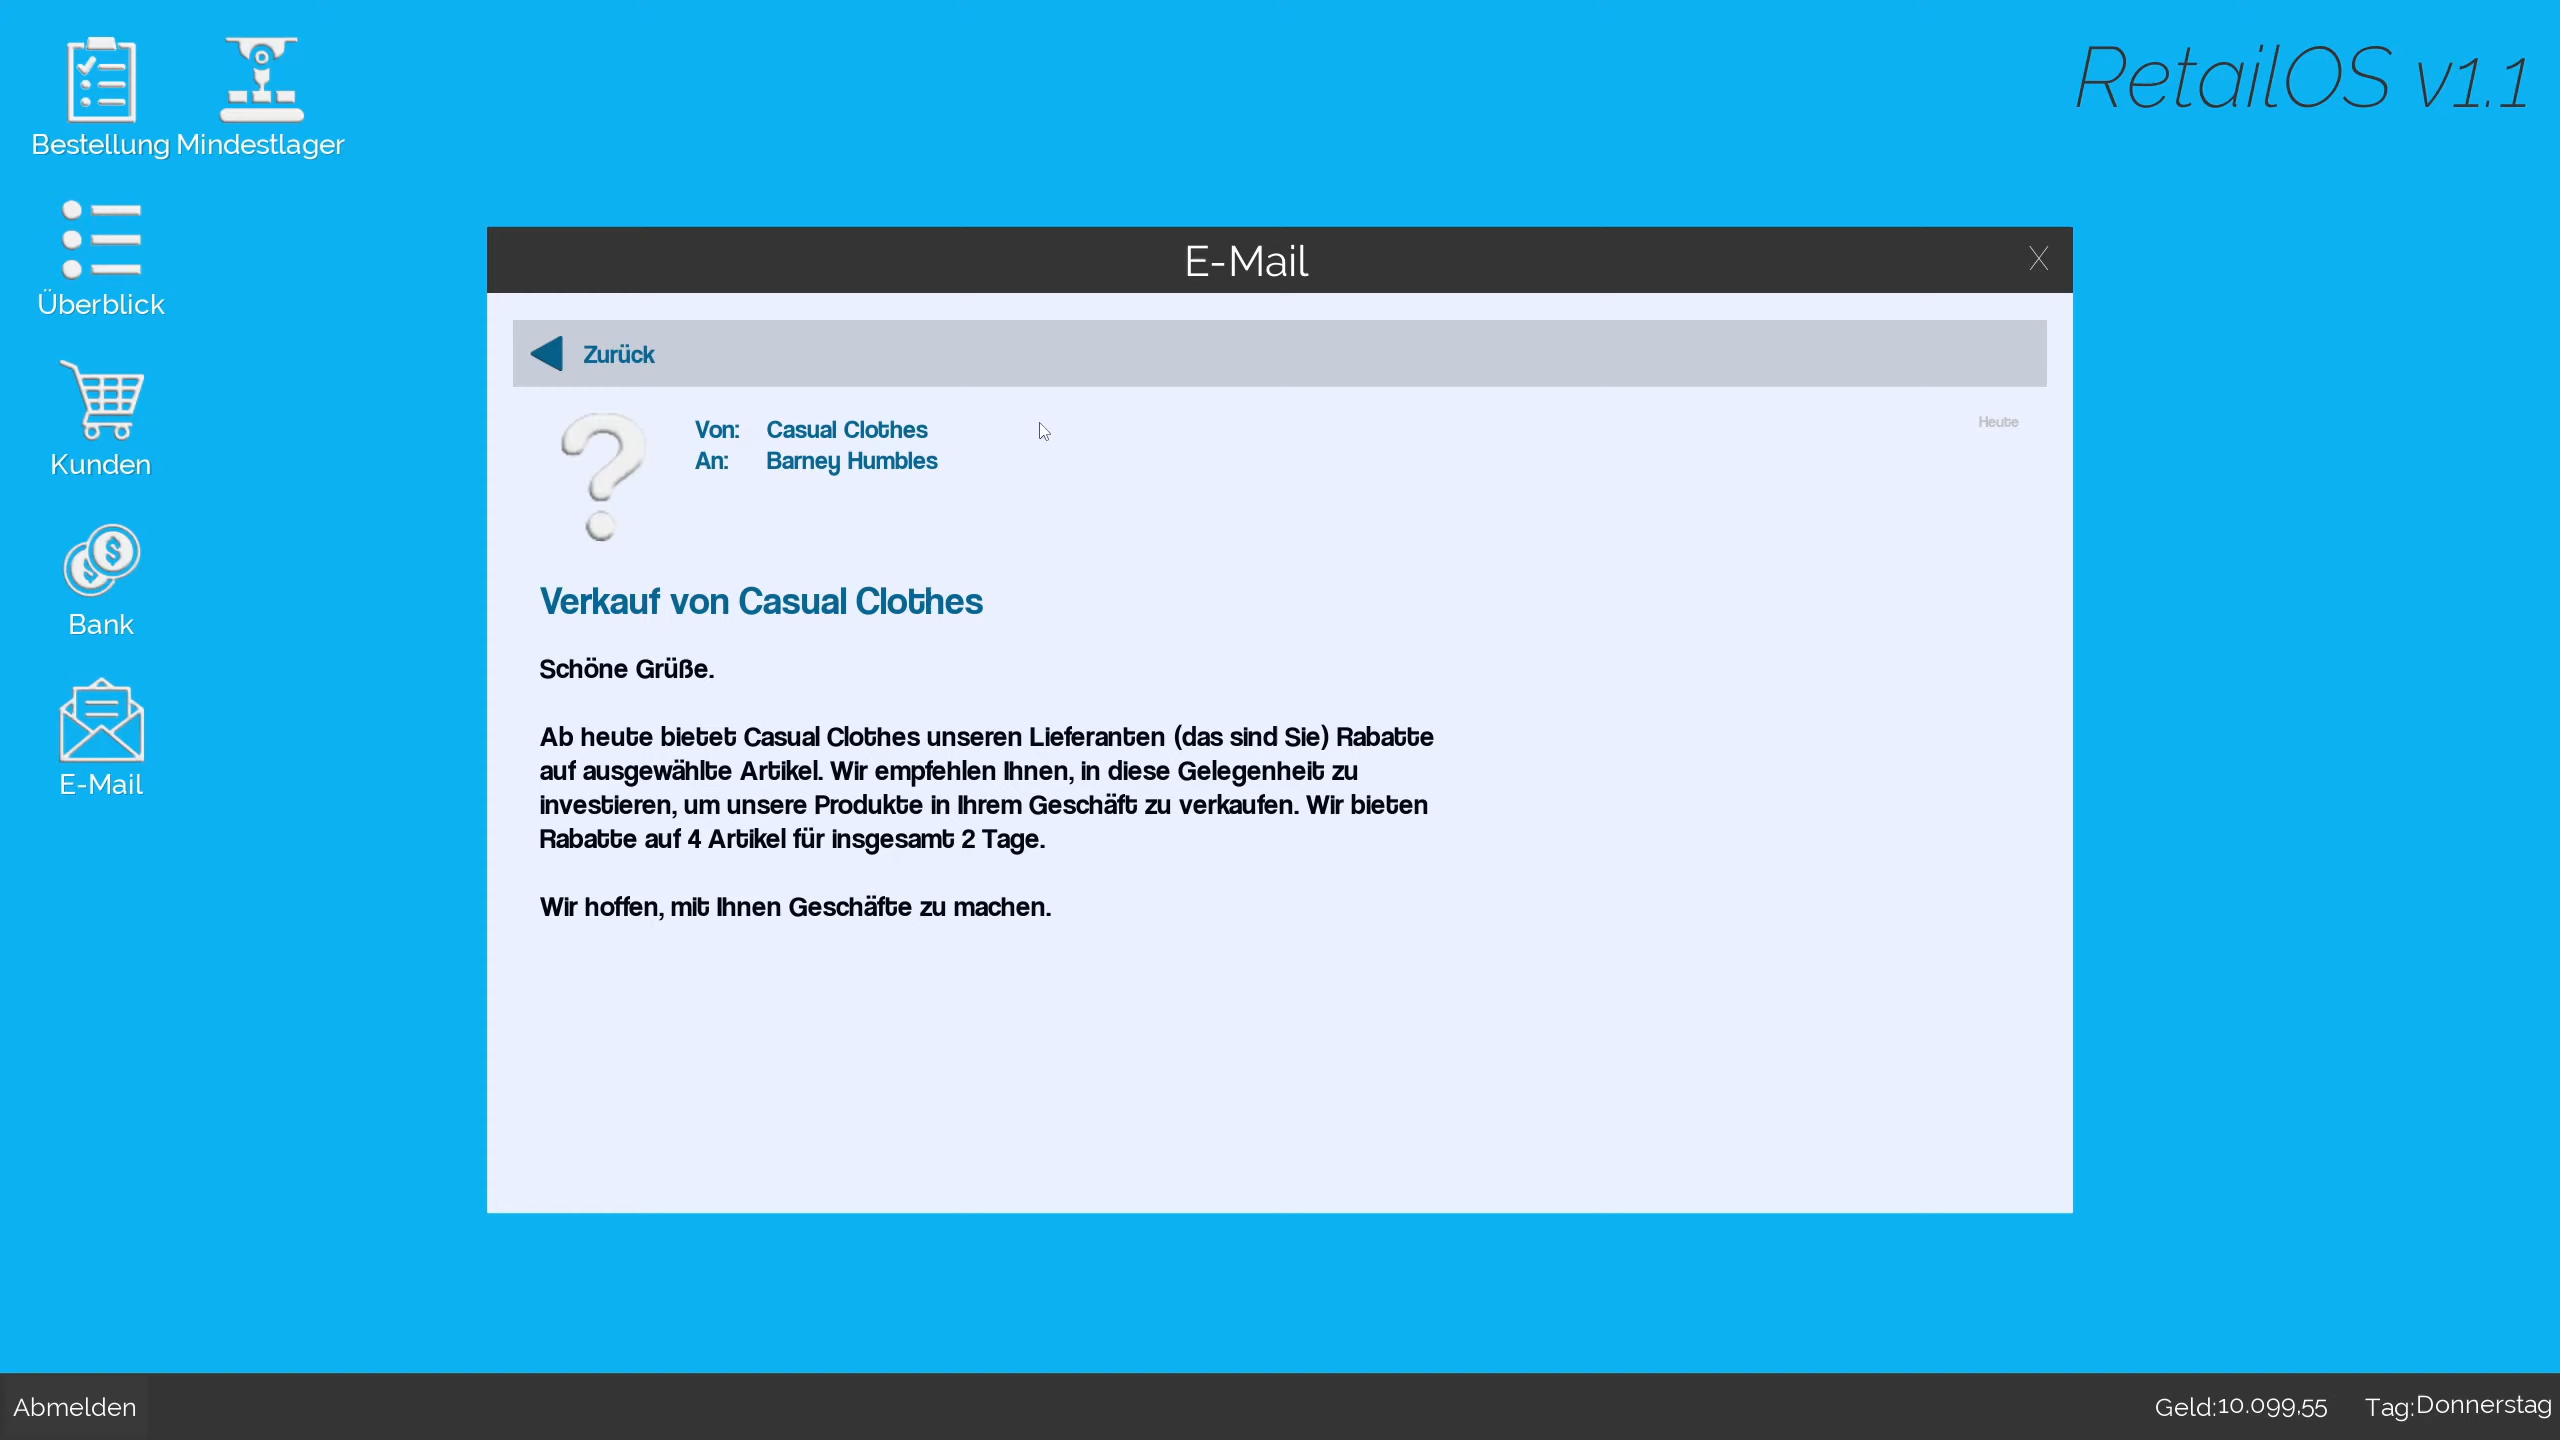 Bestellung
Mindestlager
RetailOS v1.1
Überblick
Kunden
Bank
E-Mail
E-Mail
X
Zurück
Von: Casual Clothes
Heute
An: Barney Humbles
Verkauf von Casual Clothes
Schöne Grüße.
Ab heute bietet Casual Clothes unseren Lieferanten (das sind Sie) Rabatte
auf ausgewählte Artikel. Wir empfehlen Ihnen, in diese Gelegenheit zu
investieren, um unsere Produkte in Ihrem Geschäft zu verkaufen. Wir bieten
Rabatte auf 4 Artikel für insgesamt 2 Tage.
Wir hoffen, mit Ihnen Geschäfte zu machen.
Abmelden
Geld:10.099,55
Tag:Donnerstag